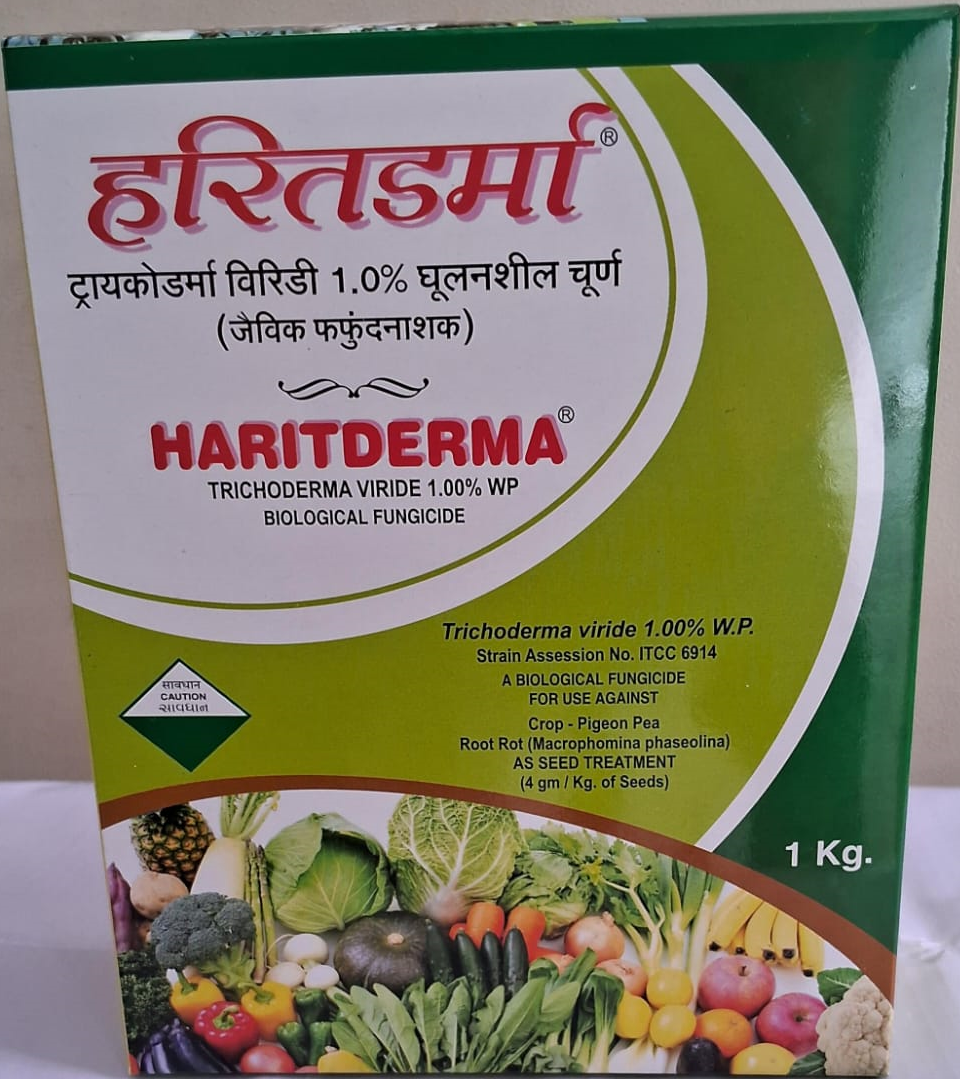 हरितडर्मा®
ट्रायकोडर्मा विरिडी 1.0% घूलनशील चूर्ण
(जैविक फफुंदनाशक)
HARITDERMA®
TRICHODERMA VIRIDE 1.00% WP
BIOLOGICAL FUNGICIDE
Trichoderma viride 1.00% W.P.
Strain Assession No. ITCC 6914
A BIOLOGICAL FUNGICIDE
FOR USE AGAINST
Crop - Pigeon Pea
Root Rot (Macrophomina phaseolina)
AS SEED TREATMENT
(4 gm / Kg. of Seeds)
सावधान
CAUTION
સાવધાન
1 Kg.